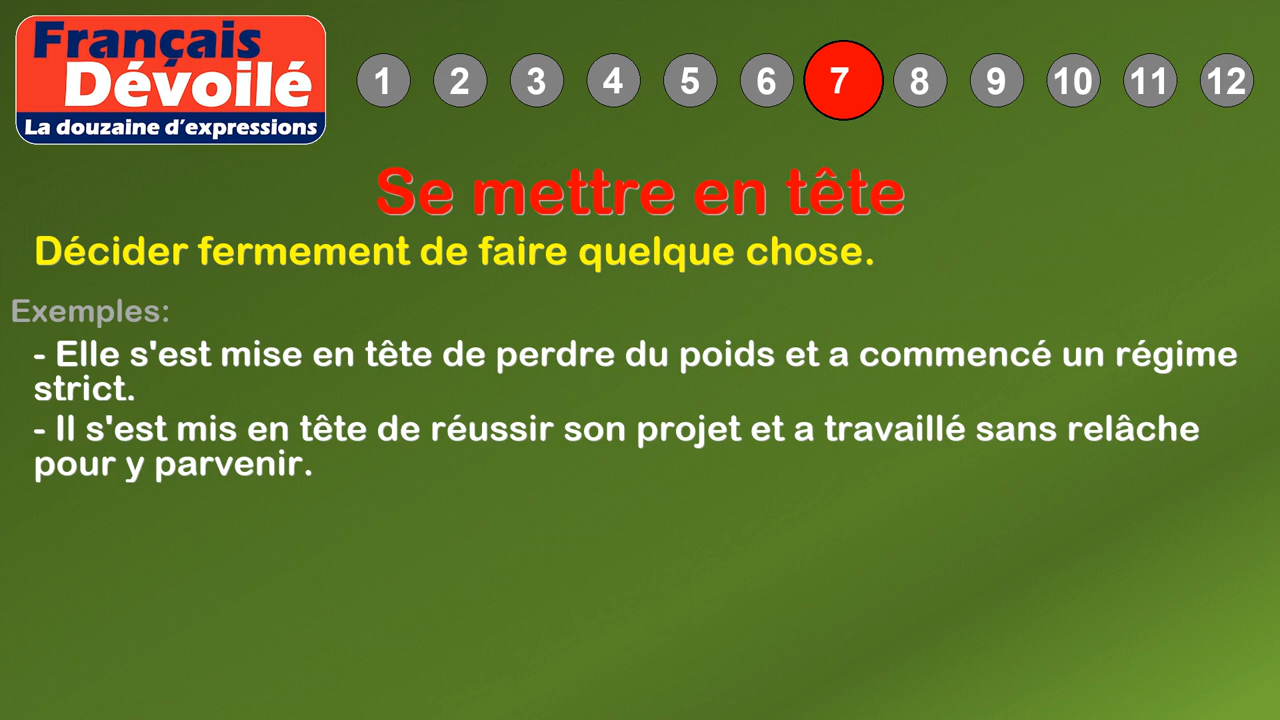 Français
Dévoilé
La douzaine d'expressions
1 2 3 4 5 6 7 8 9 10 11 12
Se mettre en tête
Décider fermement de faire quelque chose.
Exemples:
- Elle s'est mise en tête de perdre du poids et a commencé un régime
strict.
- Il s'est mis en tête de réussir son projet et a travaillé sans relâche
pour y parvenir.